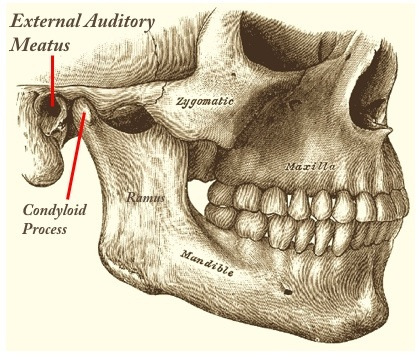 External Auditory
Meatus
Zygomatic
Maxilla
Ramus
Condyloid
Process
Mandible